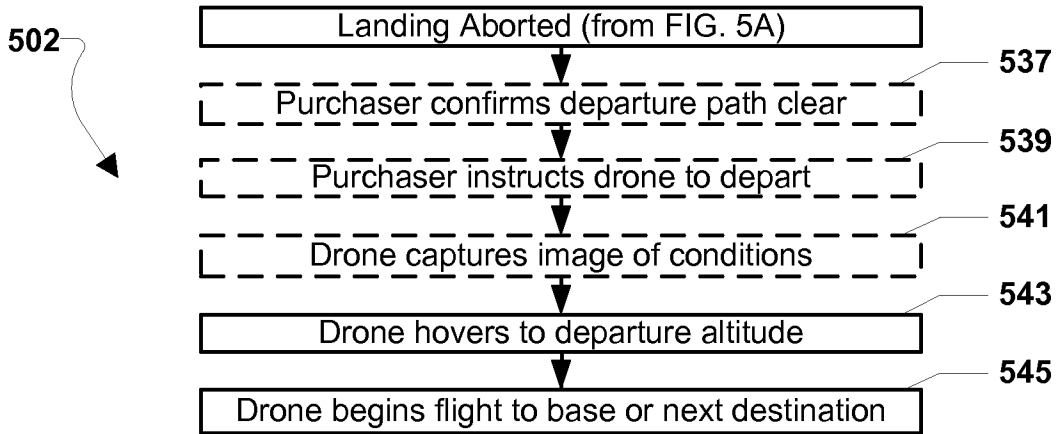 502
Landing Aborted (from FIG. 5A)
537
Purchaser confirms departure path clear
539
Purchaser instructs drone to depart
541
Drone captures image of conditions
543
Drone hovers to departure altitude
545
Drone begins flight to base or next destination